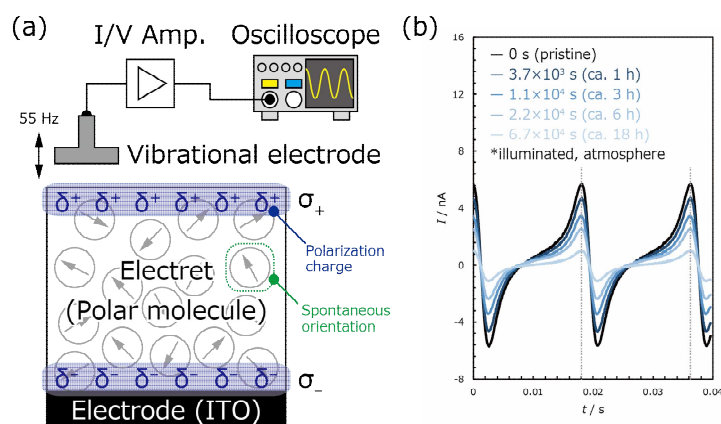 (a)
I/V Amp. Oscilloscope
55 Hz
Vibrational electrode
δ+ δ+ δ+ δ+ δ+ δ+ σ+
Polarization
charge
Electret
(Polar molecule)
Spontaneous
orientation
δ- δ- δ- δ- δ- δ- σ-
Electrode (ITO)
(b)
16
12
8
4
0
-4
-8
I / nA
0 s (pristine)
3.7×10³ s (ca. 1 h)
1.1×10⁴ s (ca. 3 h)
2.2×10⁴ s (ca. 6 h)
6.7×10⁴ s (ca. 18 h)
*illuminated, atmosphere
0 0.01 0.02 0.03 0.04
t / s